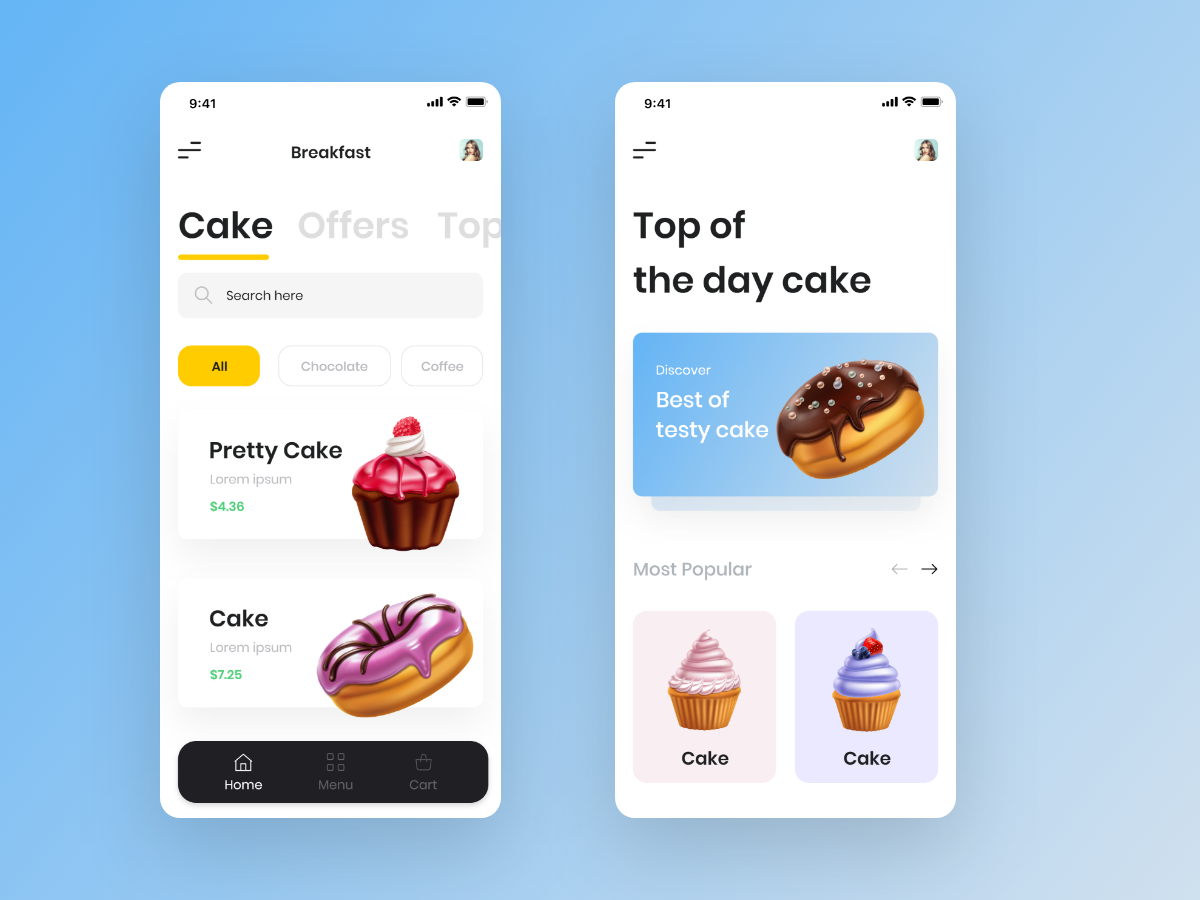 9:41
Breakfast
Cake Offers Top
Search here
All Chocolate Coffee
Pretty Cake
Lorem ipsum
$4.36
Cake
Lorem ipsum
$7.25
Home Menu Cart
9:41
Top of
the day cake
Discover
Best of
testy cake
Most Popular
Cake Cake